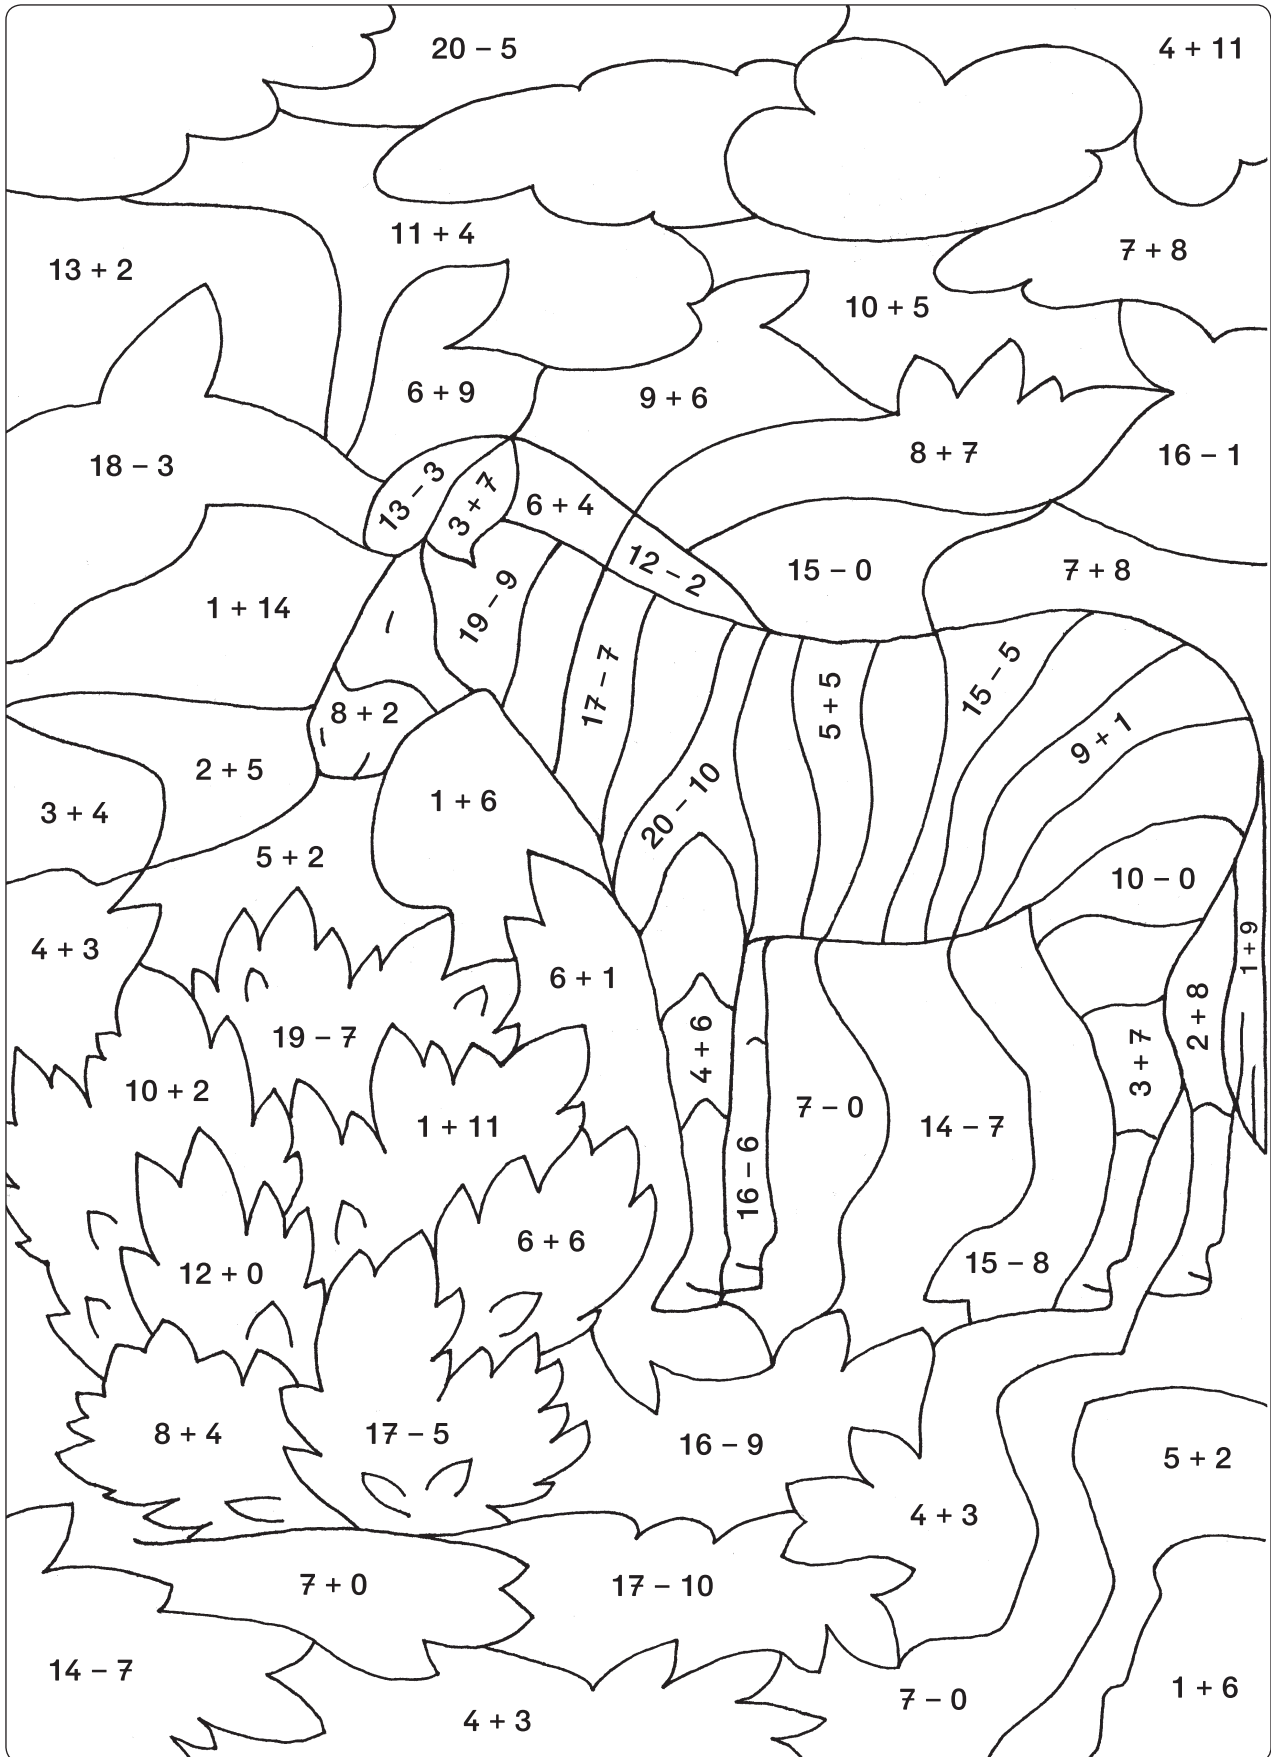 20 – 5
4 + 11
11 + 4
13 + 2
7 + 8
10 + 5
6 + 9
9 + 6
18 – 3
8 + 7
16 – 1
13 – 3
3 + 7
6 + 4
12 – 2
15 – 0
7 + 8
1 + 14
19 – 9
17 – 7
5 + 5
15 – 5
8 + 2
9 + 1
2 + 5
3 + 4
1 + 6
20 – 10
5 + 2
10 – 0
4 + 3
6 + 1
1 + 9
19 – 7
4 + 6
2 + 8
3 + 7
10 + 2
1 + 11
7 – 0
14 – 7
16 – 6
12 + 0
6 + 6
15 – 8
8 + 4
17 – 5
16 – 9
5 + 2
4 + 3
7 + 0
17 – 10
14 – 7
4 + 3
7 – 0
1 + 6